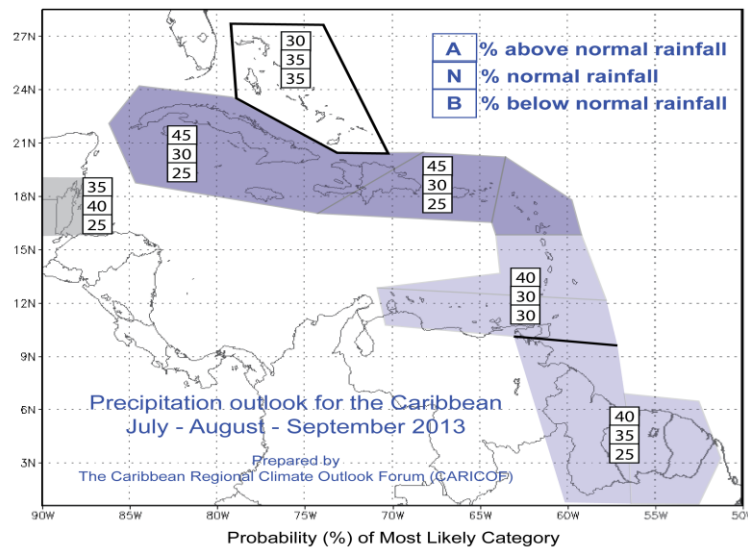 27N
24N
21N
18N
15N
12N
9N
6N
3N
30
35
35
A % above normal rainfall
N % normal rainfall
B % below normal rainfall
45
30
25
45
30
25
35
40
25
40
30
30
40
35
25
Precipitation outlook for the Caribbean
July - August - September 2013
Prepared by
The Caribbean Regional Climate Outlook Forum (CARICOF)
90W 85W 80W 75W 70W 65W 60W 55W 50W
Probability (%) of Most Likely Category